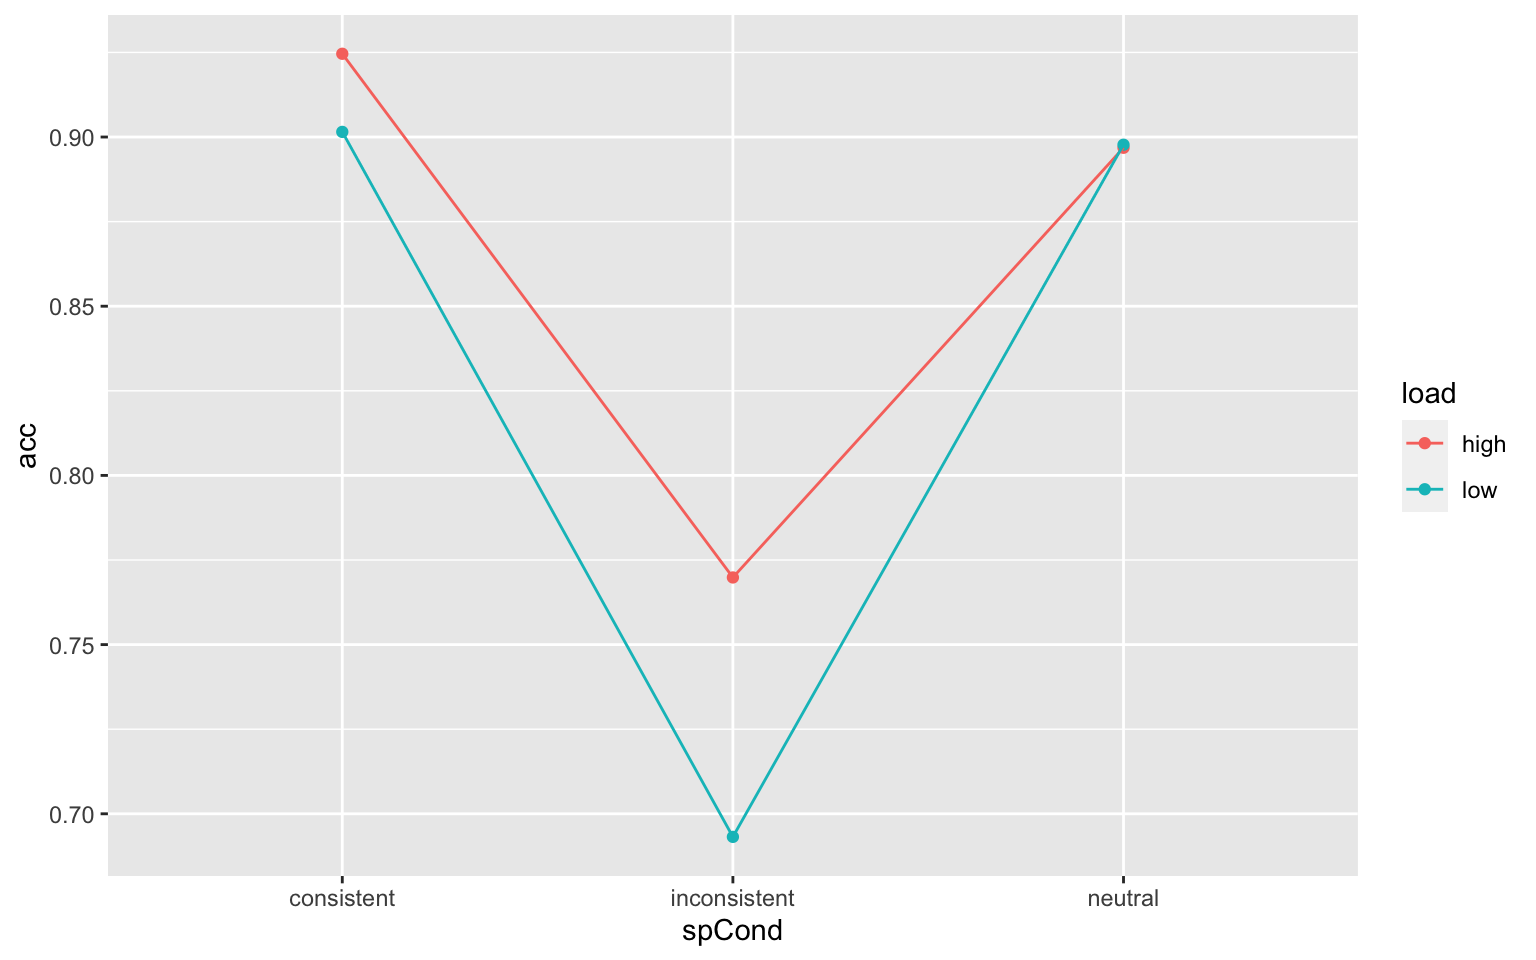 acc
0.90
0.85
0.80
0.75
0.70
consistent inconsistent neutral
spCond
load
high
low